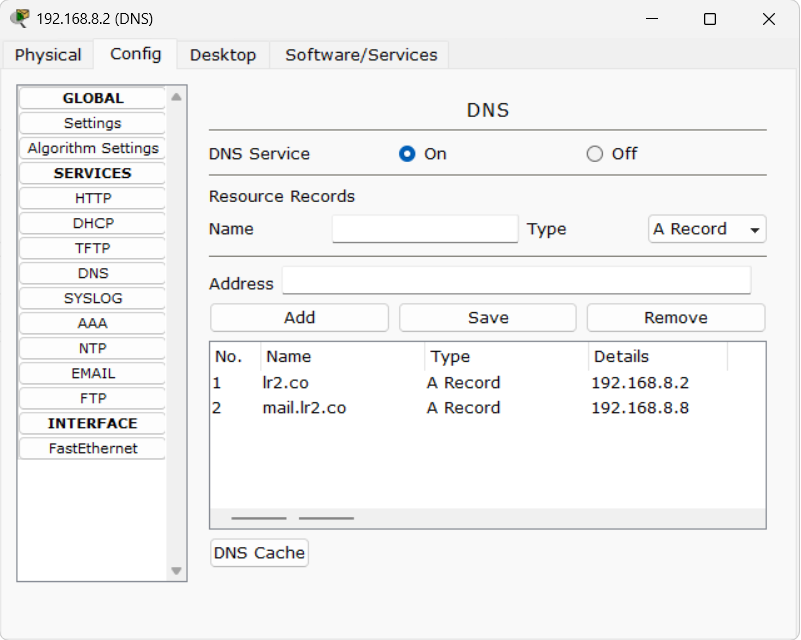 192.168.8.2 (DNS)
Physical Config Desktop Software/Services
GLOBAL
Settings
Algorithm Settings
SERVICES
HTTP
DHCP
TFTP
DNS
SYSLOG
AAA
NTP
EMAIL
FTP
INTERFACE
FastEthernet
DNS
DNS Service On Off
Resource Records
Name Type A Record
Address
Add Save Remove
No. Name Type Details
1 lr2.co A Record 192.168.8.2
2 mail.lr2.co A Record 192.168.8.8
DNS Cache